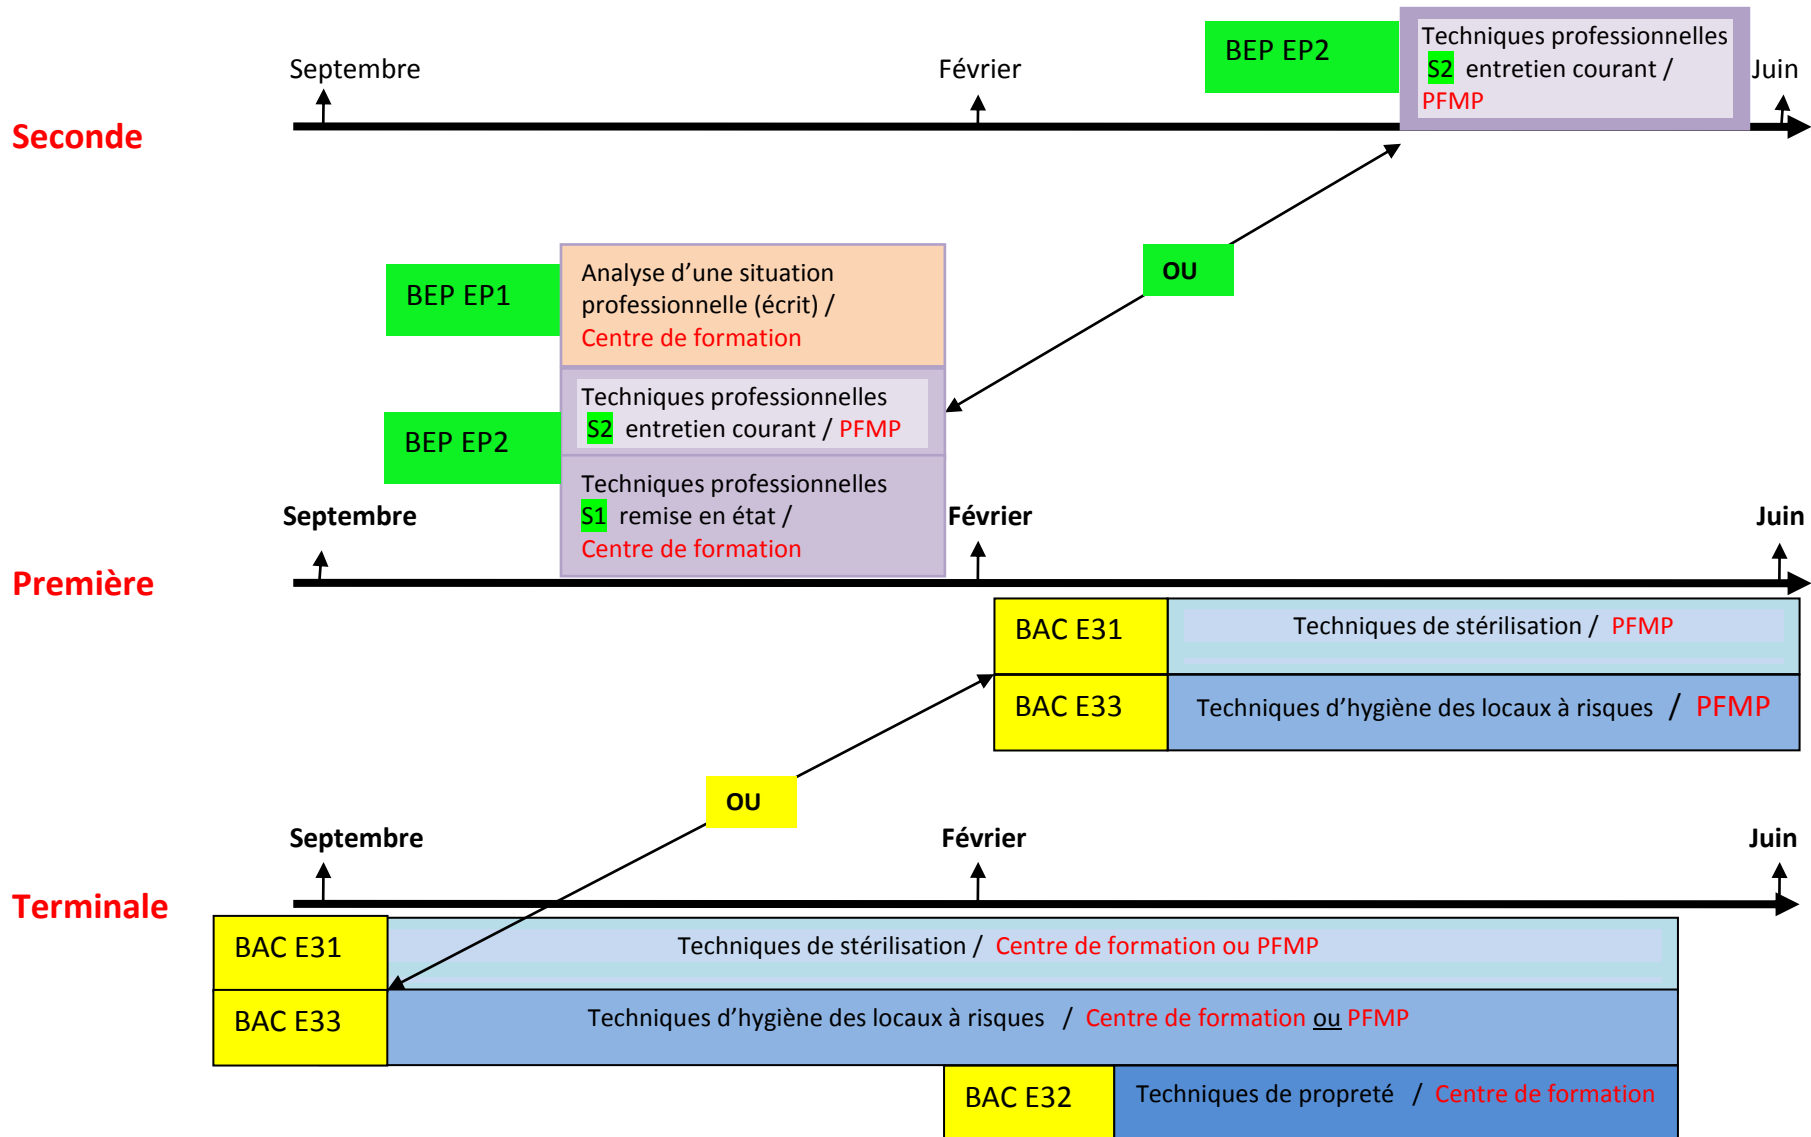 BEP EP2
Techniques professionnelles
S2 entretien courant /
PFMP
Septembre
Février
Juin
Seconde
BEP EP1
Analyse d’une situation
professionnelle (écrit) /
Centre de formation
OU
BEP EP2
Techniques professionnelles
S2 entretien courant / PFMP
Techniques professionnelles
S1 remise en état /
Centre de formation
Septembre
Février
Juin
Première
BAC E31
Techniques de stérilisation / PFMP
BAC E33
Techniques d’hygiène des locaux à risques / PFMP
OU
Septembre
Février
Juin
Terminale
BAC E31
Techniques de stérilisation / Centre de formation ou PFMP
BAC E33
Techniques d’hygiène des locaux à risques / Centre de formation ou PFMP
BAC E32
Techniques de propreté / Centre de formation